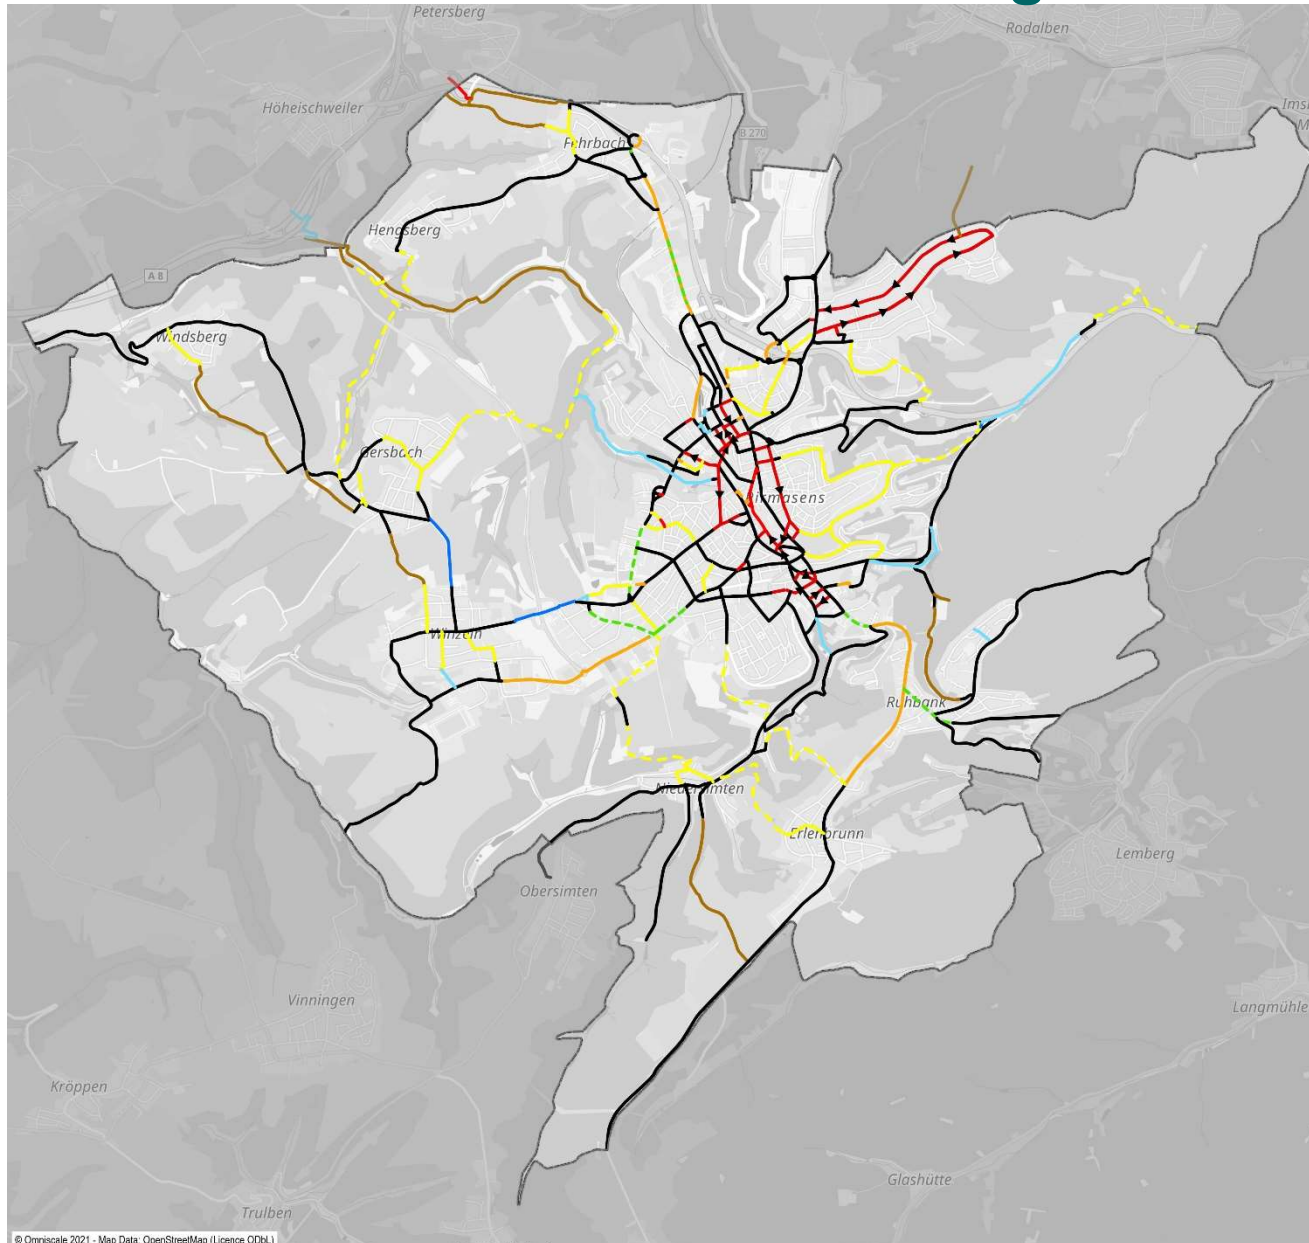 g
Petersberg
Rodalben
Höheischweiler
B 270
Fehrbach
Hengsberg
A 8
Windsberg
Gersbach
Pirmasens
Winzeln
Ruhbank
Niedersimten
Erlenbrunn
Lemberg
Obersimten
Vinningen
Langmühle
Kröppen
Glashütte
Trulben
© Omniscale 2021 - Map Data: OpenStreetMap (Licence ODbL)